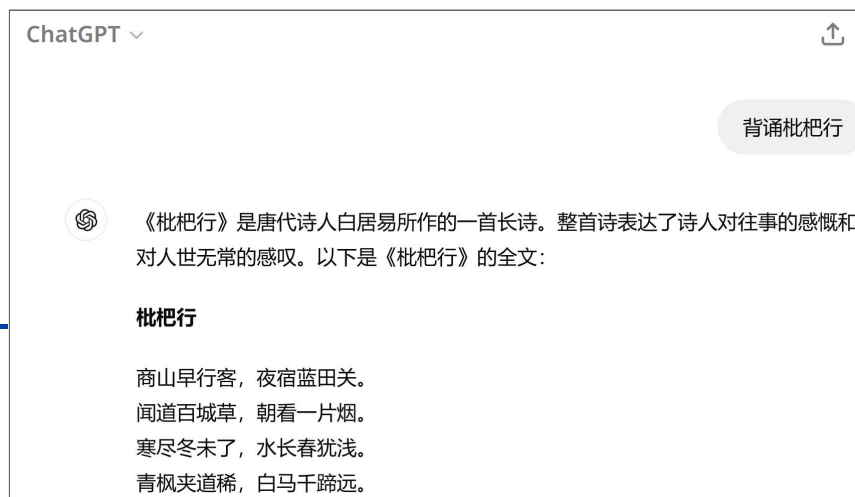 ChatGPT
背诵枇杷行
《枇杷行》是唐代诗人白居易所作的一首长诗。整首诗表达了诗人对往事的感慨和
对人世无常的感叹。以下是《枇杷行》的全文：
枇杷行
商山早行客，夜宿蓝田关。
闻道百城草，朝看一片烟。
寒尽冬未了，水长春犹浅。
青枫夹道稀，白马千蹄远。